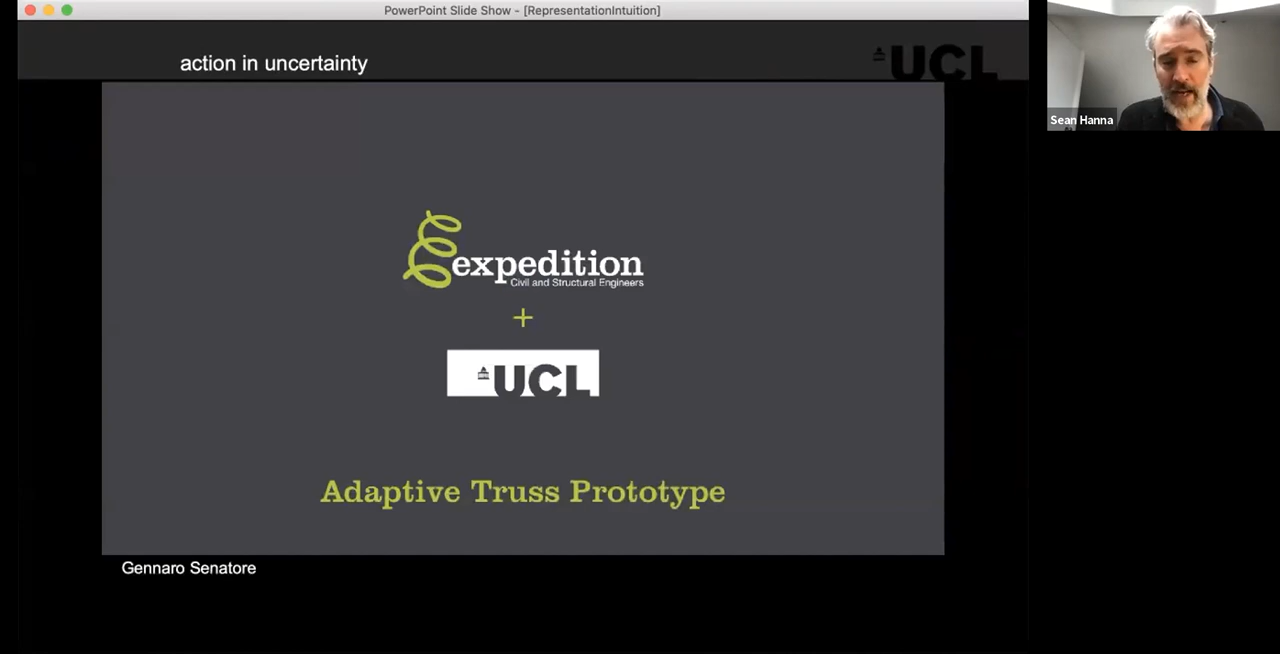 PowerPoint Slide Show - [RepresentationIntuition]
action in uncertainty
UCL
Sean Hanna
expedition
Civil and Structural Engineers
+
UCL
Adaptive Truss Prototype
Gennaro Senatore